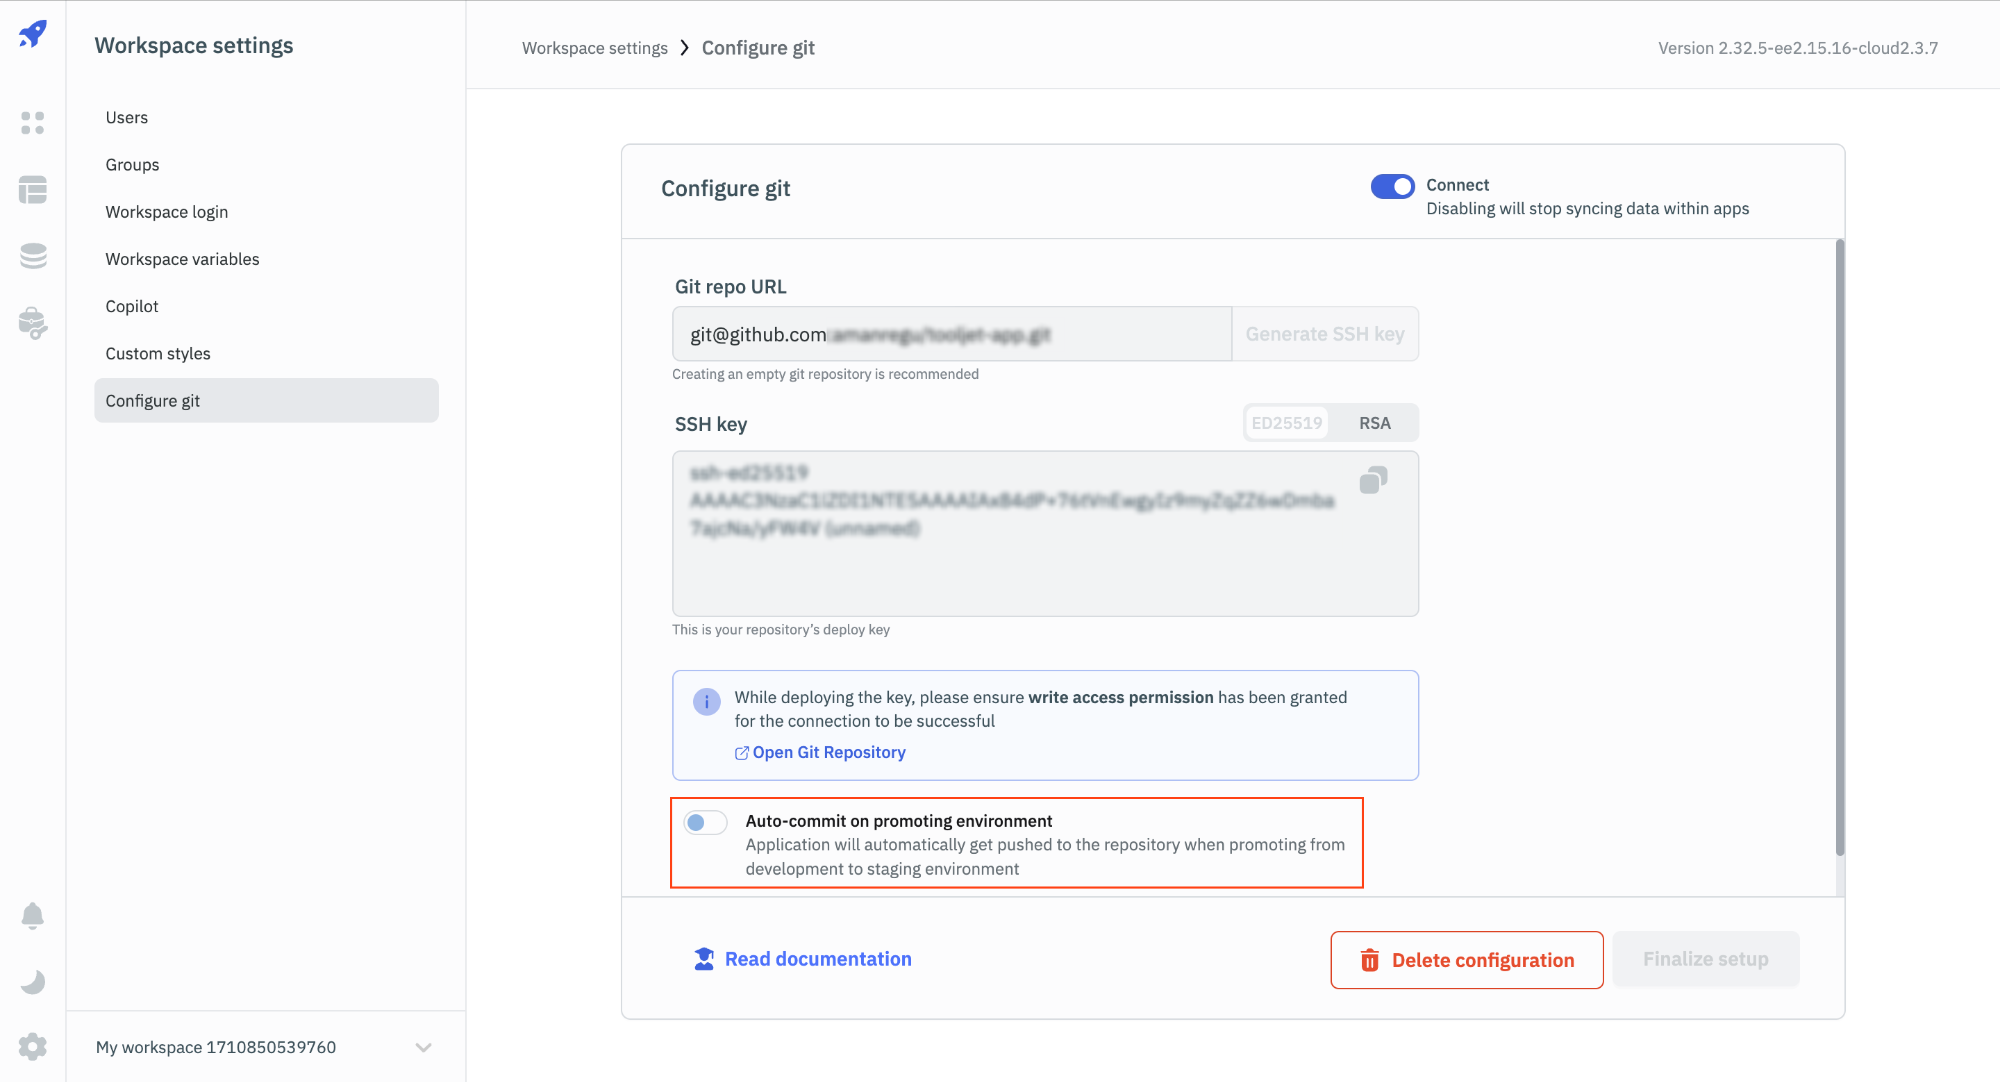 Workspace settings
Users
Groups
Workspace login
Workspace variables
Copilot
Custom styles
Configure git
My workspace 1710850539760
Workspace settings > Configure git
Version 2.32.5-ee2.15.16-cloud2.3.7
Configure git
Connect
Disabling will stop syncing data within apps
Git repo URL
git@github.com
Generate SSH key
Creating an empty git repository is recommended
SSH key
ED25519
RSA
ssh-ed25519
This is your repository’s deploy key
While deploying the key, please ensure write access permission has been granted
for the connection to be successful
Open Git Repository
Auto-commit on promoting environment
Application will automatically get pushed to the repository when promoting from
development to staging environment
Read documentation
Delete configuration
Finalize setup